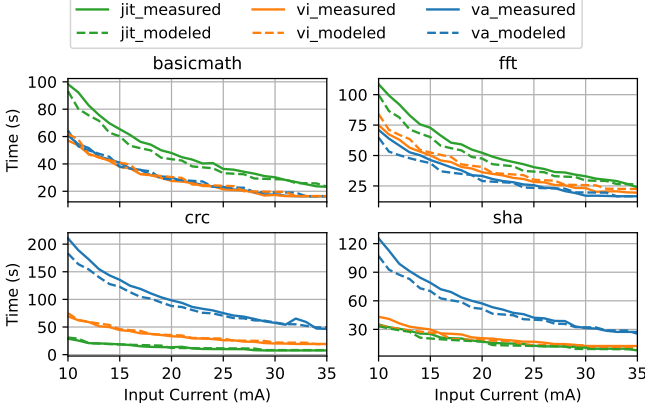 jit_measured vi_measured va_measured
jit_modeled vi_modeled va_modeled
basicmath fft
Time (s)
100
80
60
40
20
100
75
50
25
crc sha
Time (s)
200
150
100
50
0
10 15 20 25 30 35
120
90
60
30
10 15 20 25 30 35
Input Current (mA) Input Current (mA)